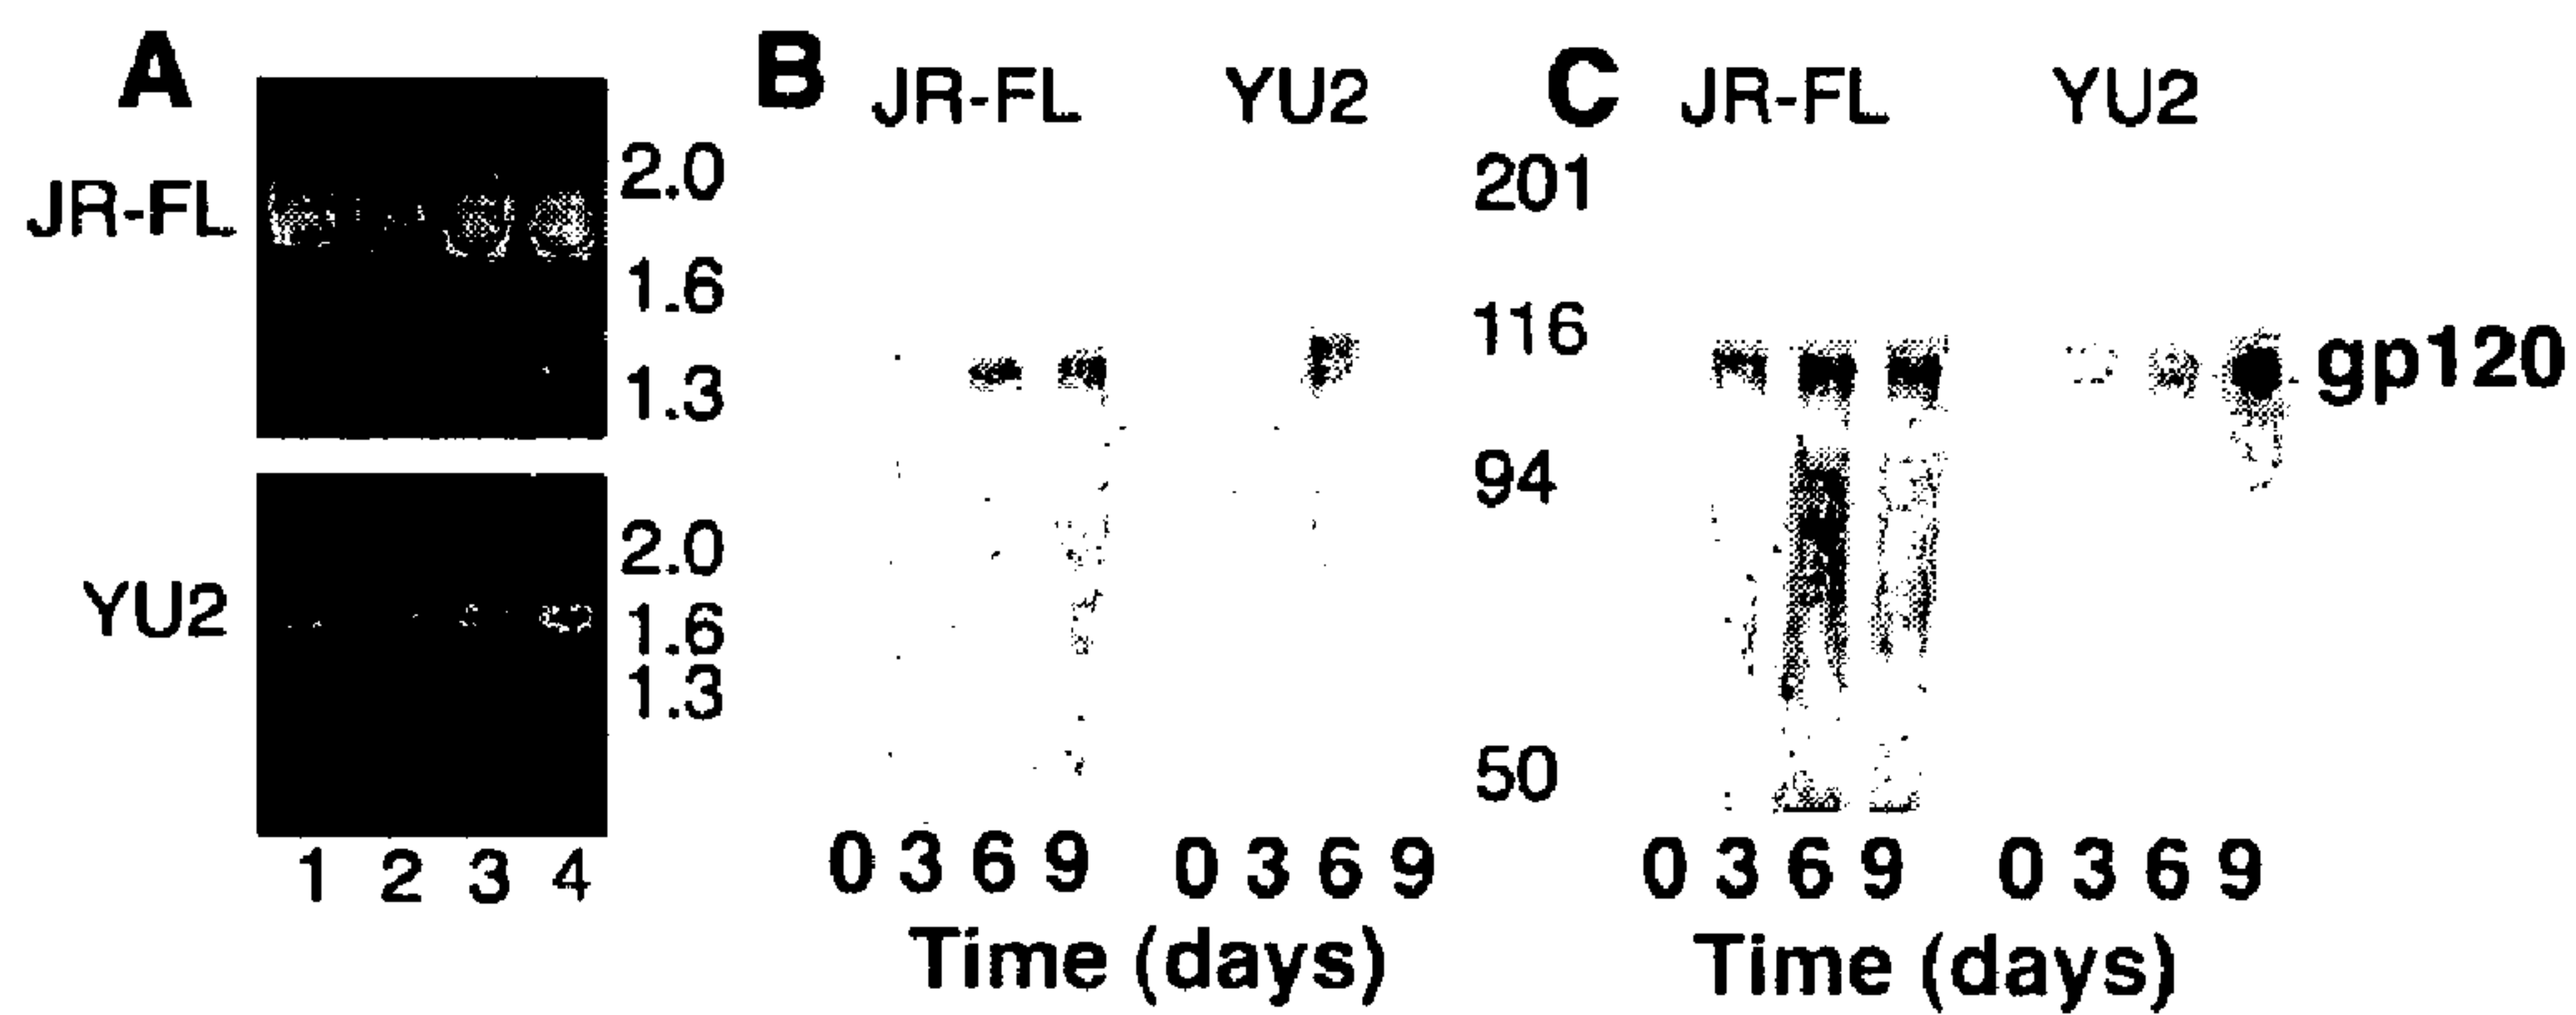 A
JR-FL
2.0
1.6
1.3
YU2
2.0
1.6
1.3
1 2 3 4
B
JR-FL YU2
0 3 6 9 0 3 6 9
Time (days)
C
JR-FL YU2
201
116
94
50
gp120
0 3 6 9 0 3 6 9
Time (days)